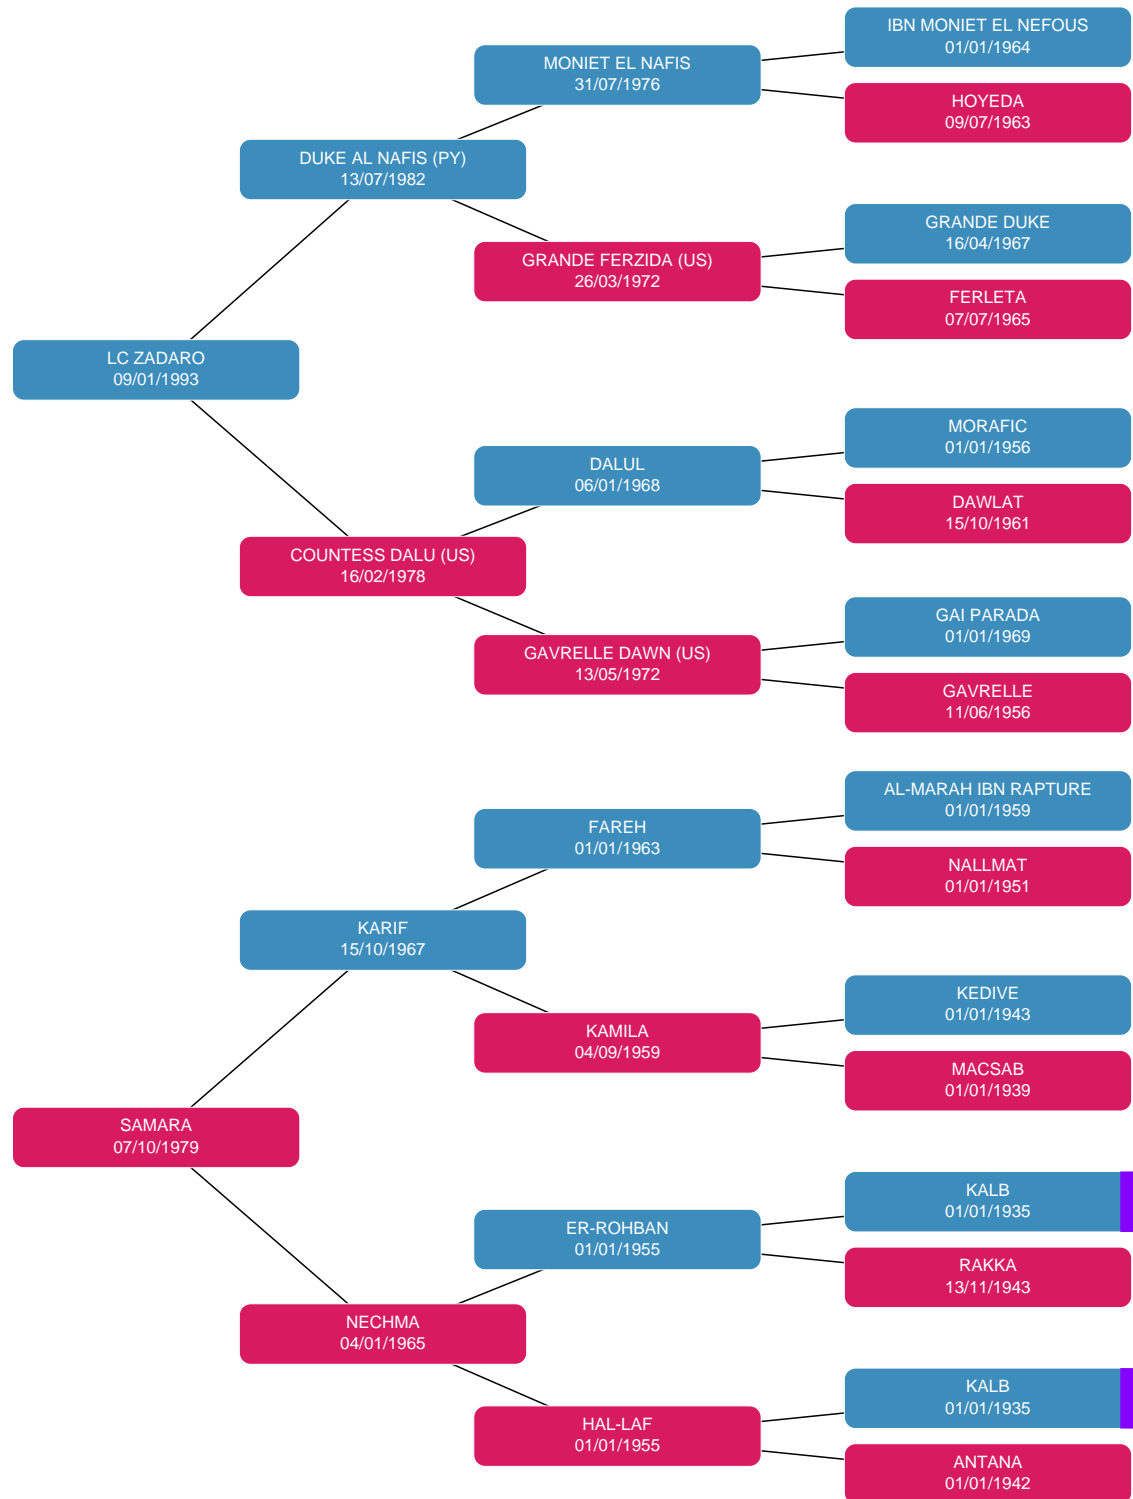 IBN MONIET EL NEFOUS
01/01/1964
MONIET EL NAFIS
31/07/1976
HOYEDA
09/07/1963
DUKE AL NAFIS (PY)
13/07/1982
GRANDE DUKE
16/04/1967
GRANDE FERZIDA (US)
26/03/1972
FERLETA
07/07/1965
LC ZADARO
09/01/1993
MORAFIC
01/01/1956
DALUL
06/01/1968
DAWLAT
15/10/1961
COUNTESS DALU (US)
16/02/1978
GAI PARADA
01/01/1969
GAVRELLE DAWN (US)
13/05/1972
GAVRELLE
11/06/1956
AL-MARAH IBN RAPTURE
01/01/1959
FAREH
01/01/1963
NALLMAT
01/01/1951
KARIF
15/10/1967
KEDIVE
01/01/1943
KAMILA
04/09/1959
MACSAB
01/01/1939
SAMARA
07/10/1979
KALB
01/01/1935
ER-ROHBAN
01/01/1955
RAKKA
13/11/1943
NECHMA
04/01/1965
KALB
01/01/1935
HAL-LAF
01/01/1955
ANTANA
01/01/1942